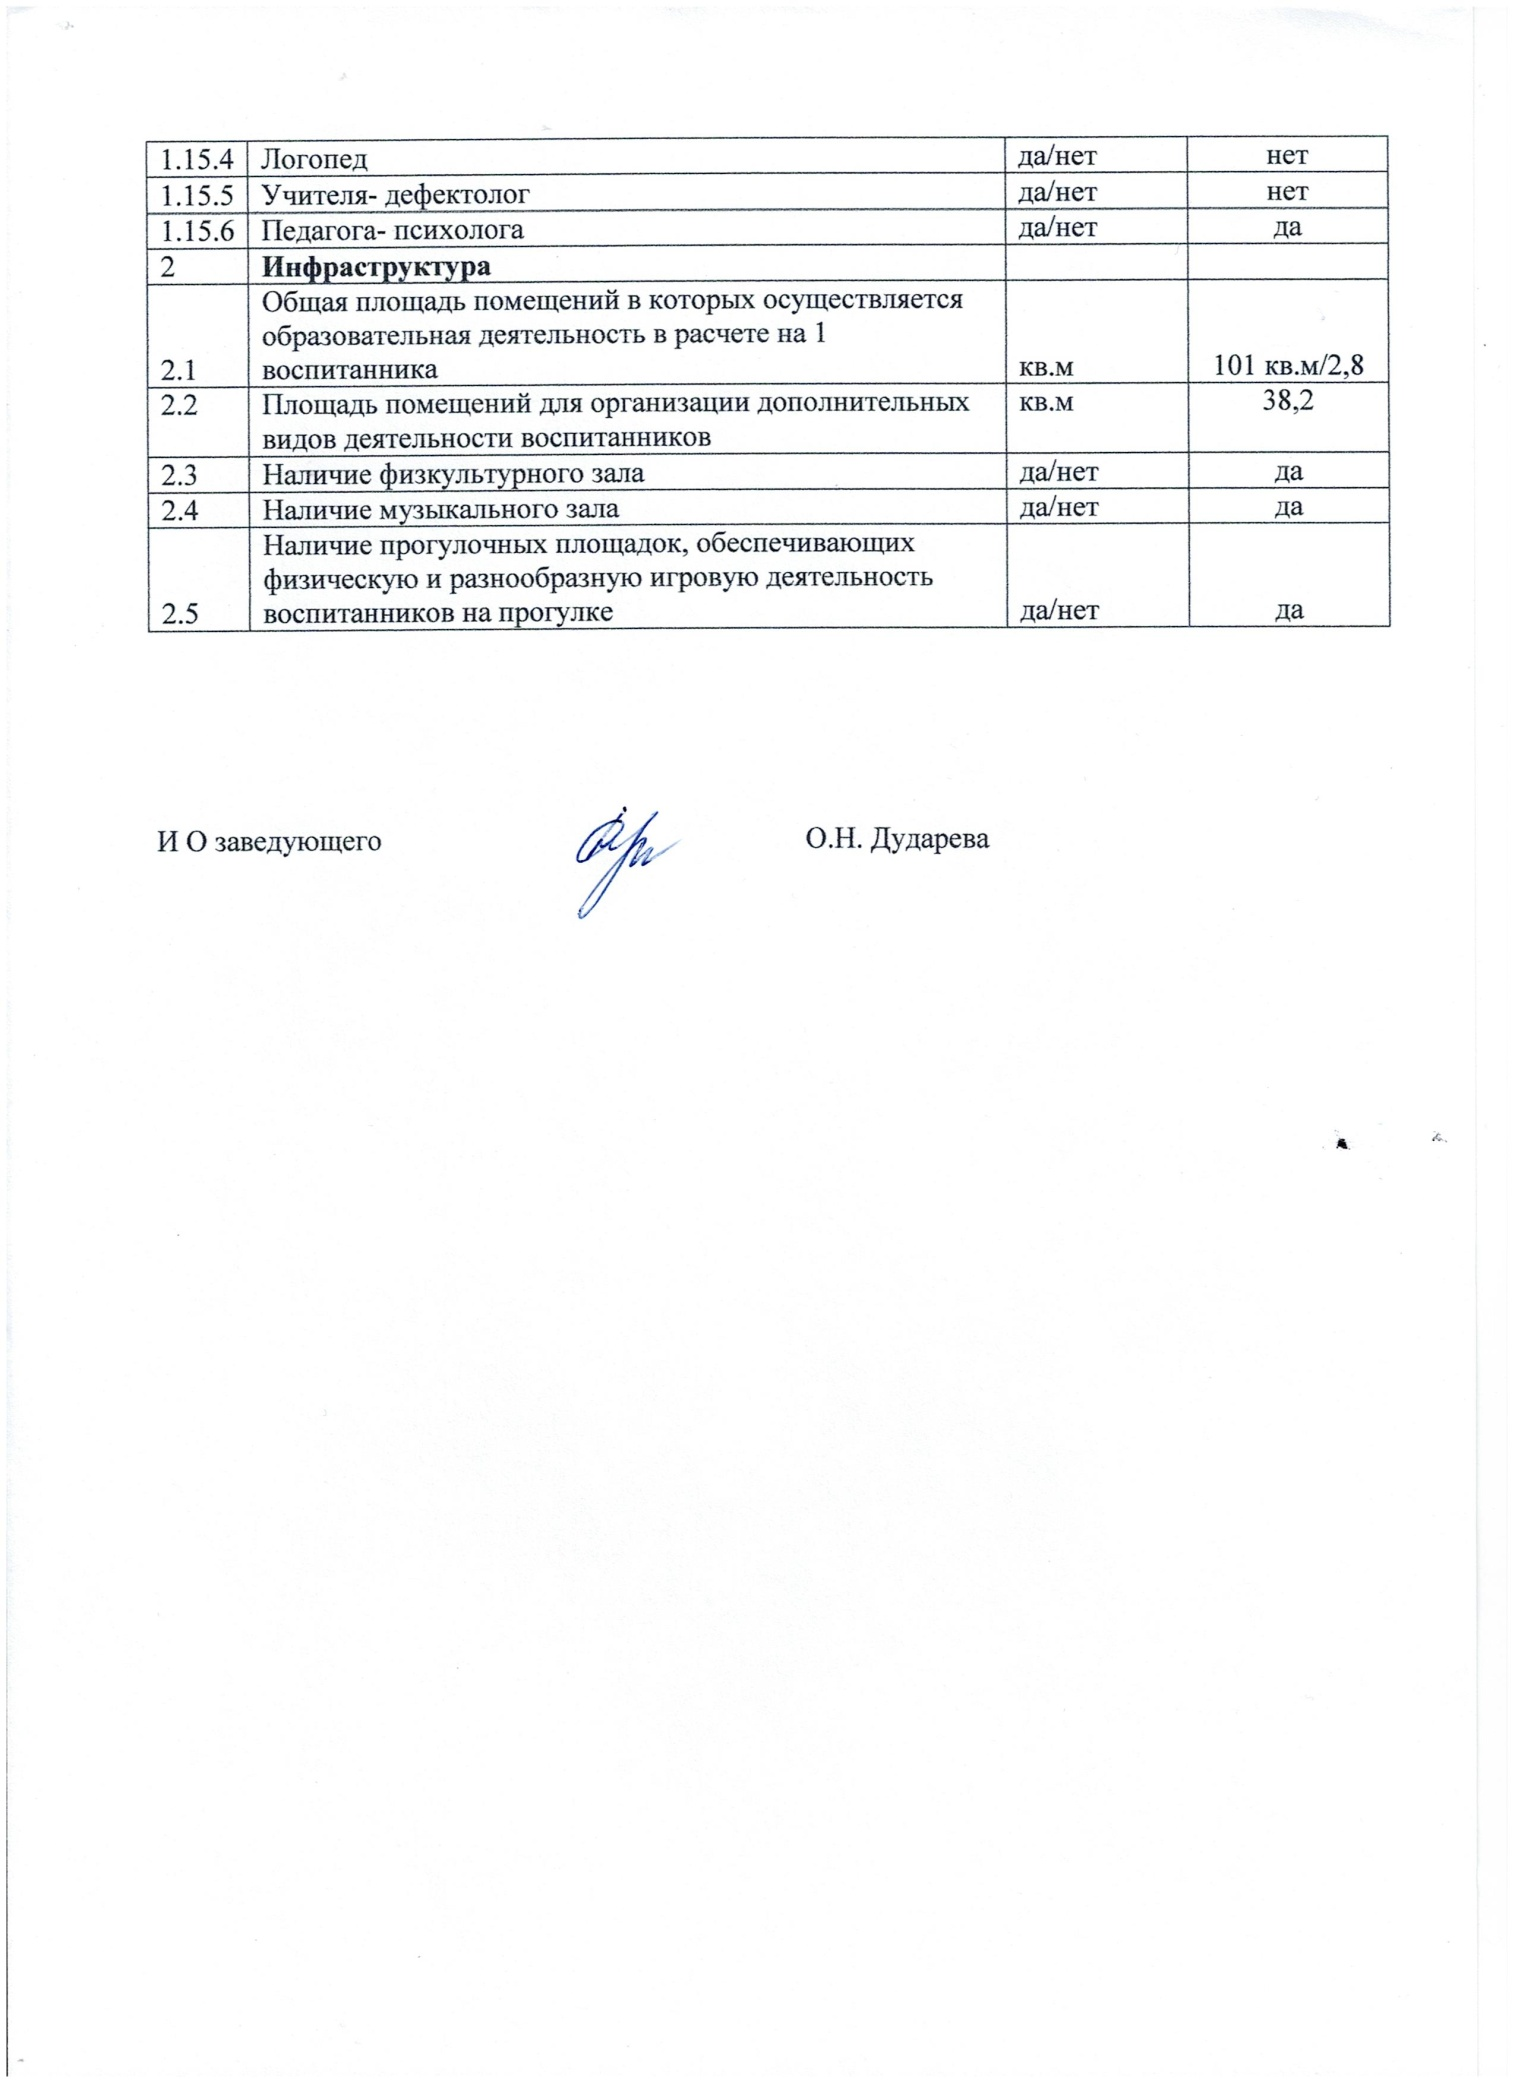 1.15.4 Логопед да/нет нет
1.15.5 Учителя- дефектолог да/нет нет
1.15.6 Педагога- психолога да/нет да
2 Инфраструктура
Общая площадь помещений в которых осуществляется
образовательная деятельность в расчете на 1
2.1 воспитанника кв.м 101 кв.м/2,8
2.2 Площадь помещений для организации дополнительных кв.м 38,2
видов деятельности воспитанников
2.3 Наличие физкультурного зала да/нет да
2.4 Наличие музыкального зала да/нет да
Наличие прогулочных площадок, обеспечивающих
физическую и разнообразную игровую деятельность
2.5 воспитанников на прогулке да/нет да
И О заведующего О.Н. Дударева